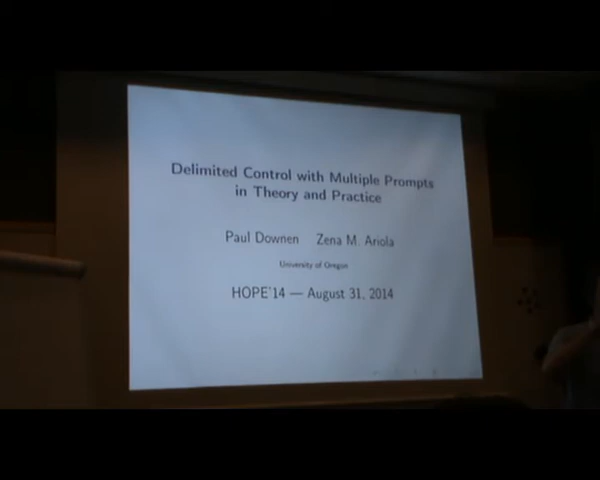 Delimited Control with Multiple Prompts
in Theory and Practice
Paul Downen Zena M. Ariola
University of Oregon
HOPE'14 — August 31, 2014